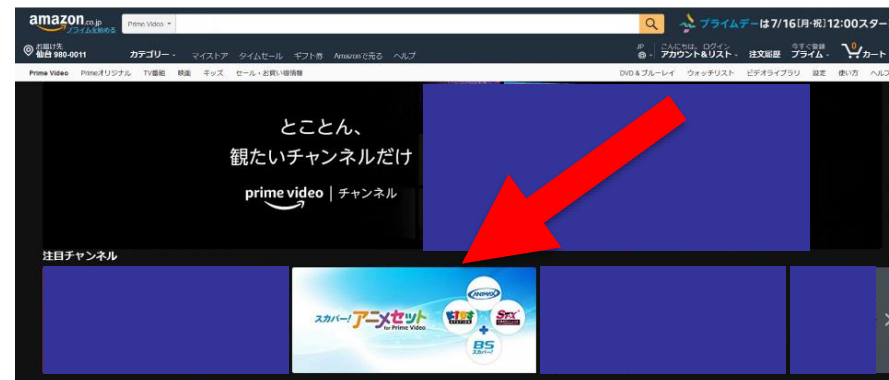 amazon.co.jp
プライムを始める
Prime Video
プライムデーは7/16[月・祝]12:00スター
お届け先
仙台 980-0011
カテゴリー
マイストア タイムセール ギフト券 Amazonで売る ヘルプ
JP
こんにちは。ログイン
アカウント&リスト
注文履歴
今すぐ登録
プライム
0
カート
Prime Video Primeオリジナル TV番組 映画 キッズ セール・お買い得情報
DVD & ブルーレイ ウォッチリスト ビデオライブラリ 設定 使い方 ヘルプ
とことん、
観たいチャンネルだけ
prime video | チャンネル
注目チャンネル
スカパー!アニメセット
for Prime Video
ANIMAX
KIDS STATION
+
BS
スカパー!